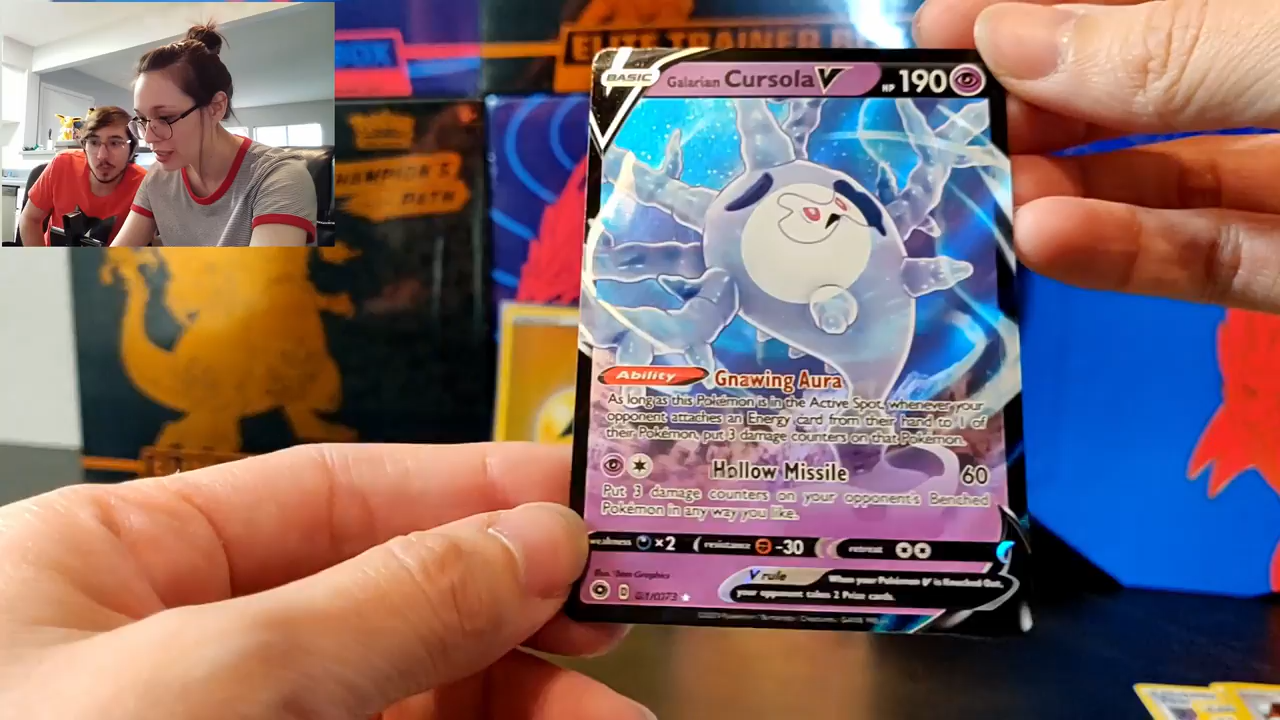 BOX
ELITE TRAINER B
CHAMPION'S
PATH
BASIC
Galarian Cursola V HP 190
Ability Gnawing Aura
As long as this Pokémon is in the Active Spot, whenever your
opponent attaches an Energy card from their hand to 1 of
their Pokémon, put 3 damage counters on that Pokémon.
Hollow Missile 60
Put 3 damage counters on your opponent's Benched
Pokémon in any way you like.
weakness ×2 resistance -30 retreat
V rule When your Pokémon V is Knocked Out,
your opponent takes 2 Prize cards.
Illus. 5ban Graphics
D